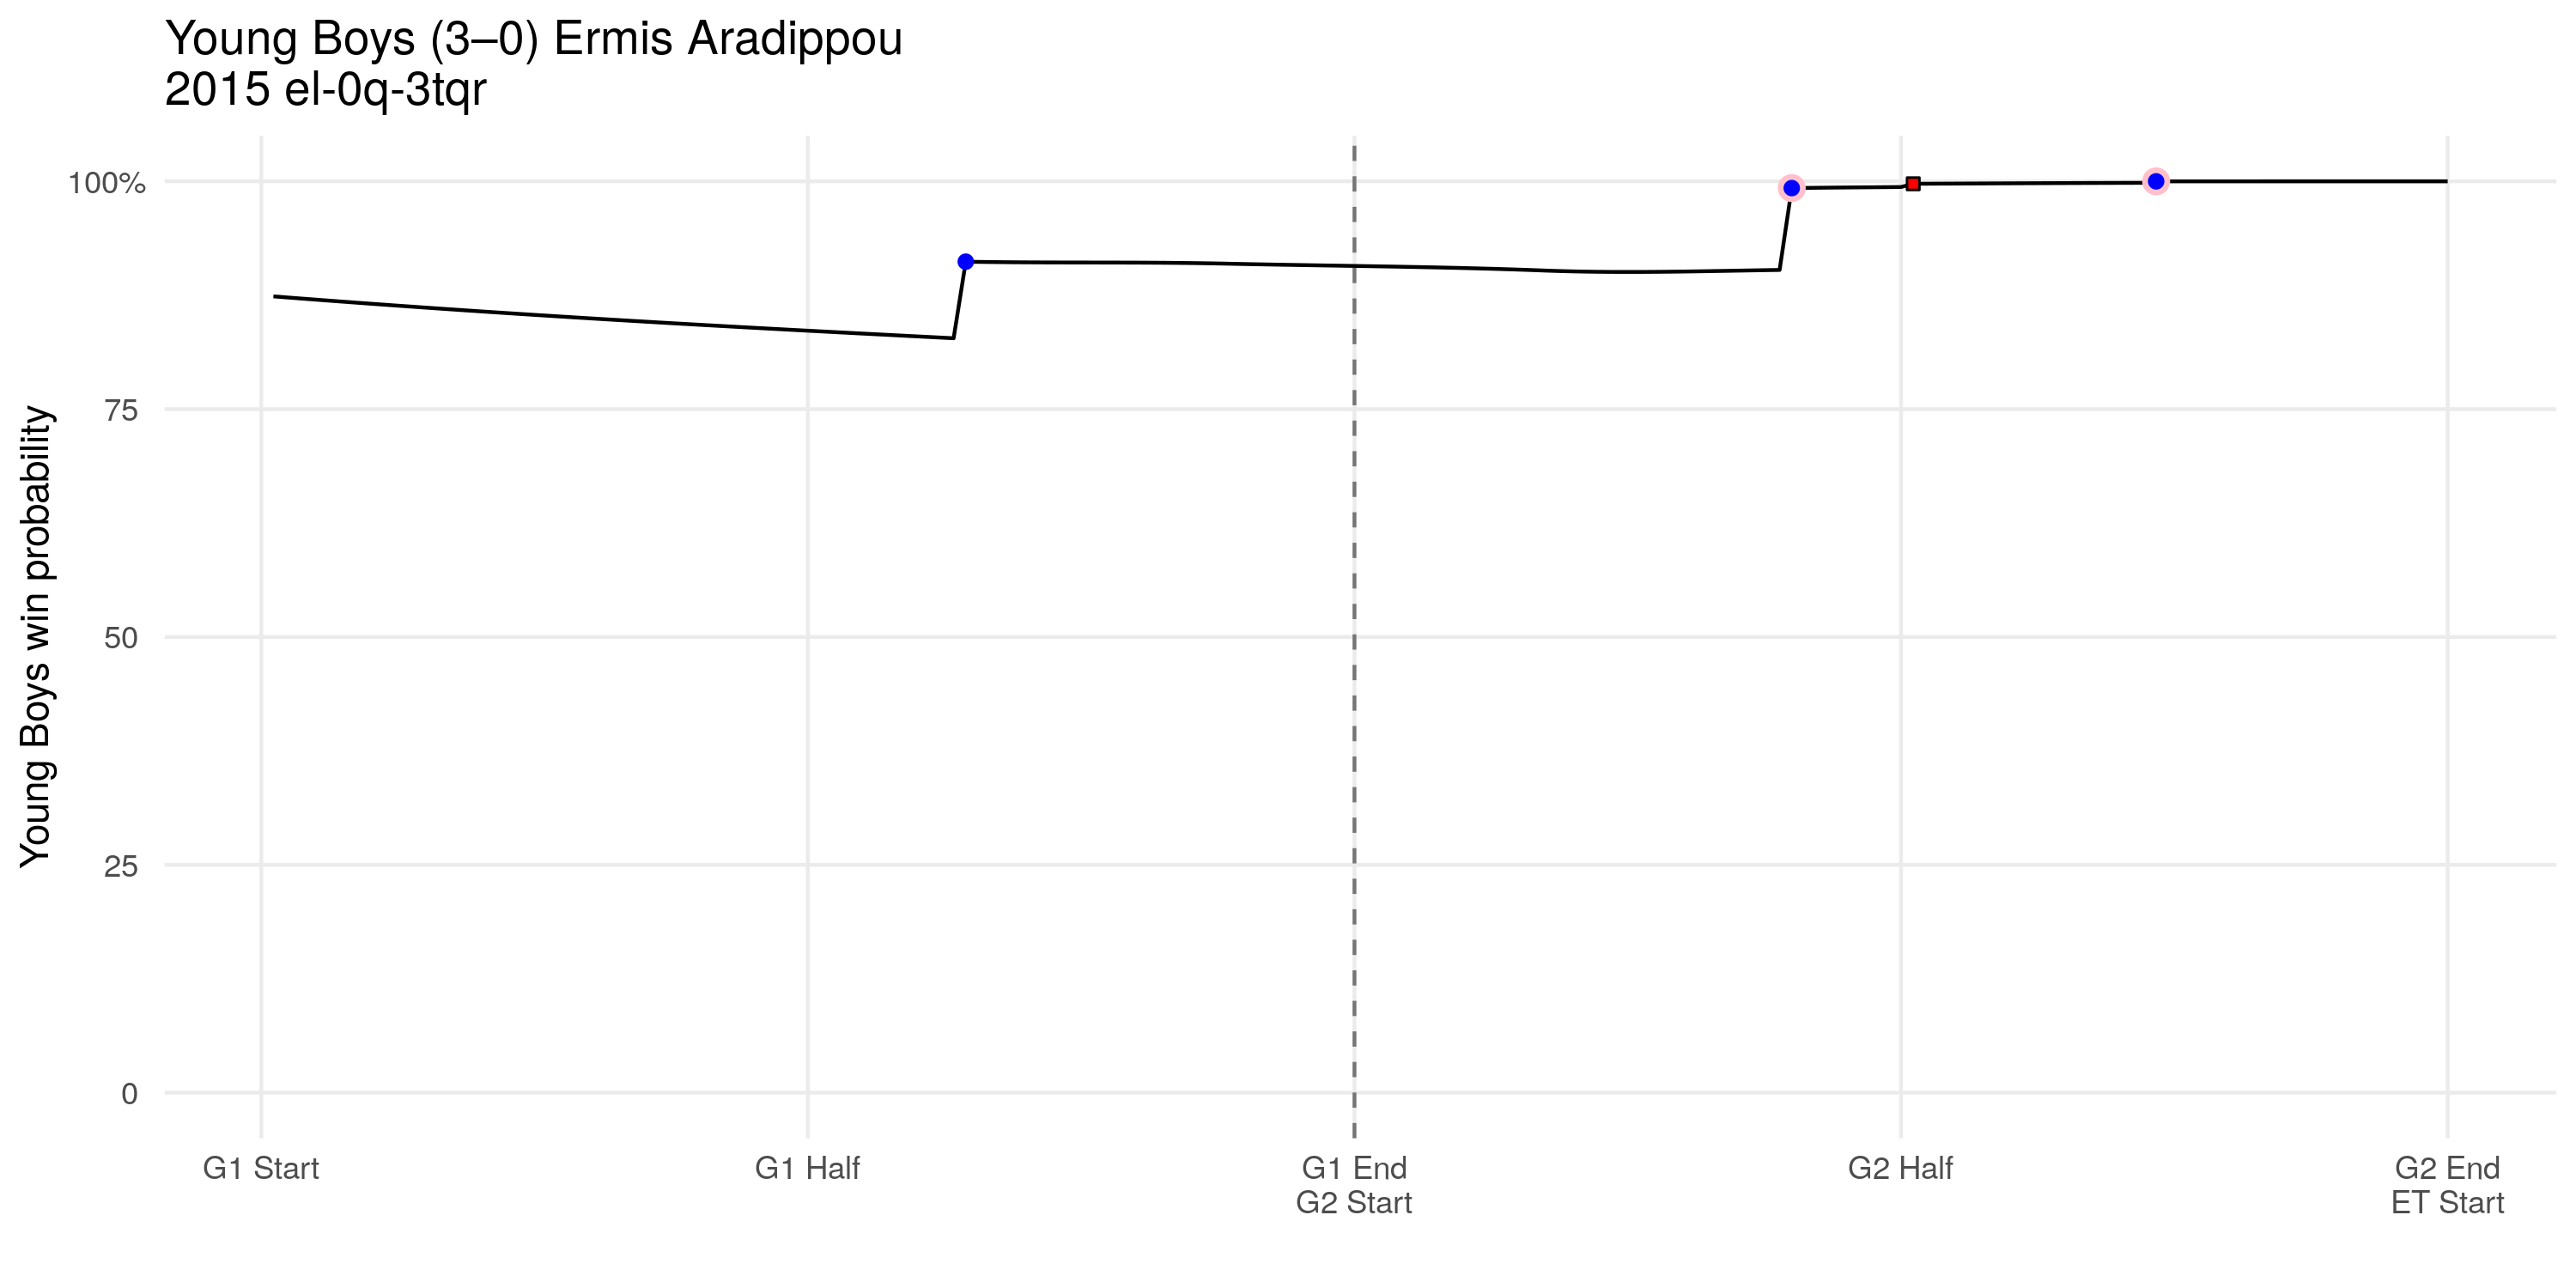 Young Boys (3–0) Ermis Aradippou
2015 el-0q-3tqr
Young Boys win probability
100%
75
50
25
0
G1 Start
G1 Half
G1 End
G2 Start
G2 Half
G2 End
ET Start